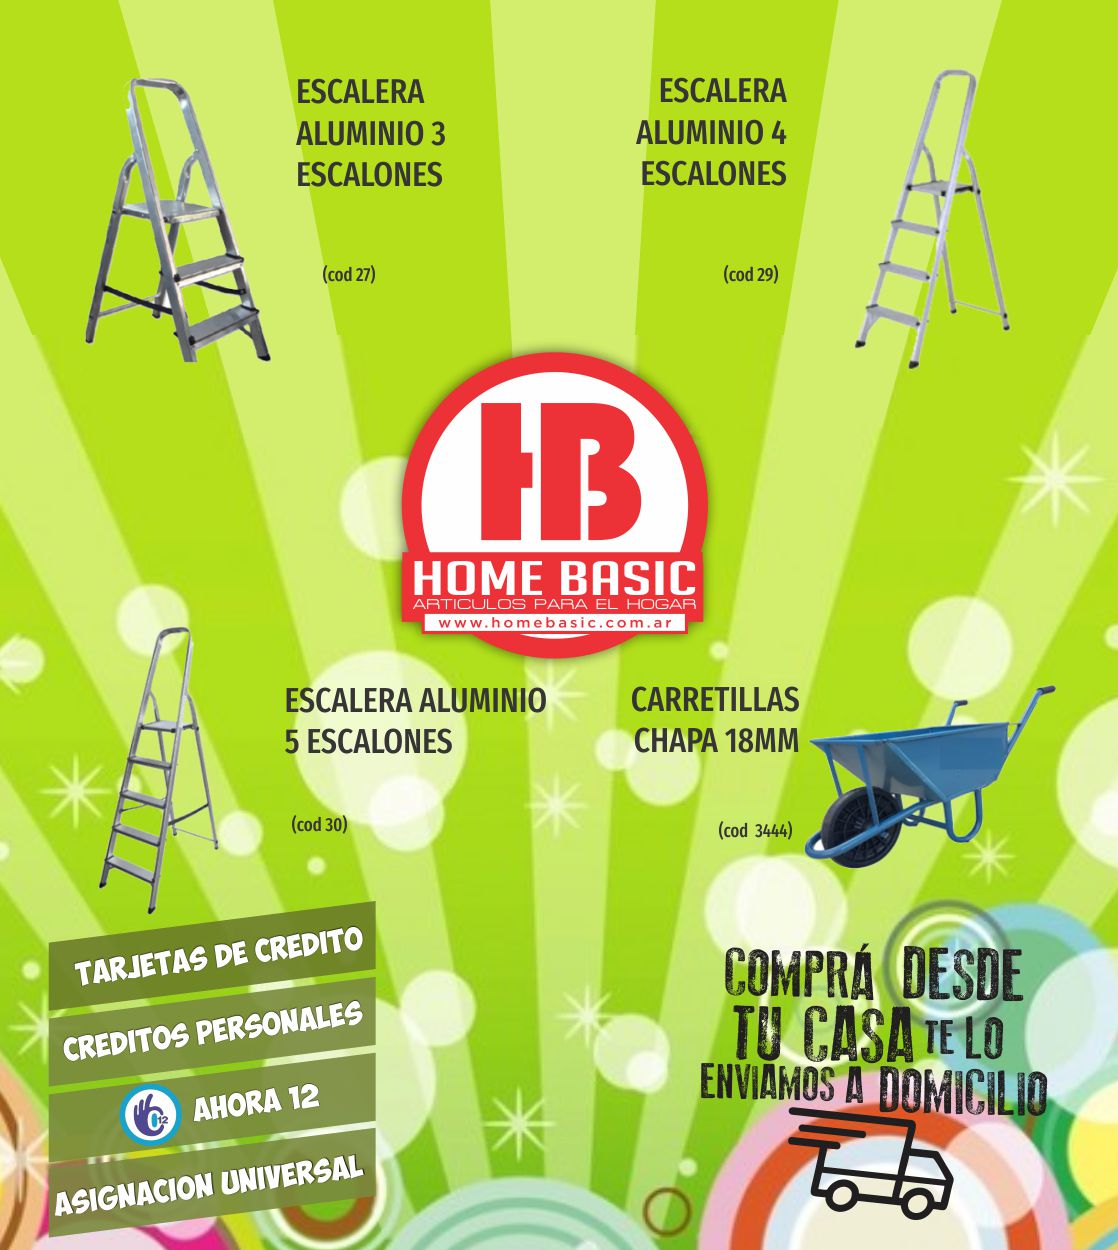 ESCALERA
ALUMINIO 3
ESCALONES
(cod 27)
ESCALERA
ALUMINIO 4
ESCALONES
(cod 29)
HB
HOME BASIC
ARTICULOS PARA EL HOGAR
www.homebasic.com.ar
ESCALERA ALUMINIO
5 ESCALONES
(cod 30)
CARRETILLAS
CHAPA 18MM
(cod 3444)
TARJETAS DE CREDITO
CREDITOS PERSONALES
12 AHORA 12
ASIGNACION UNIVERSAL
COMPRÁ DESDE
TU CASA TE LO
ENVIAMOS A DOMICILIO